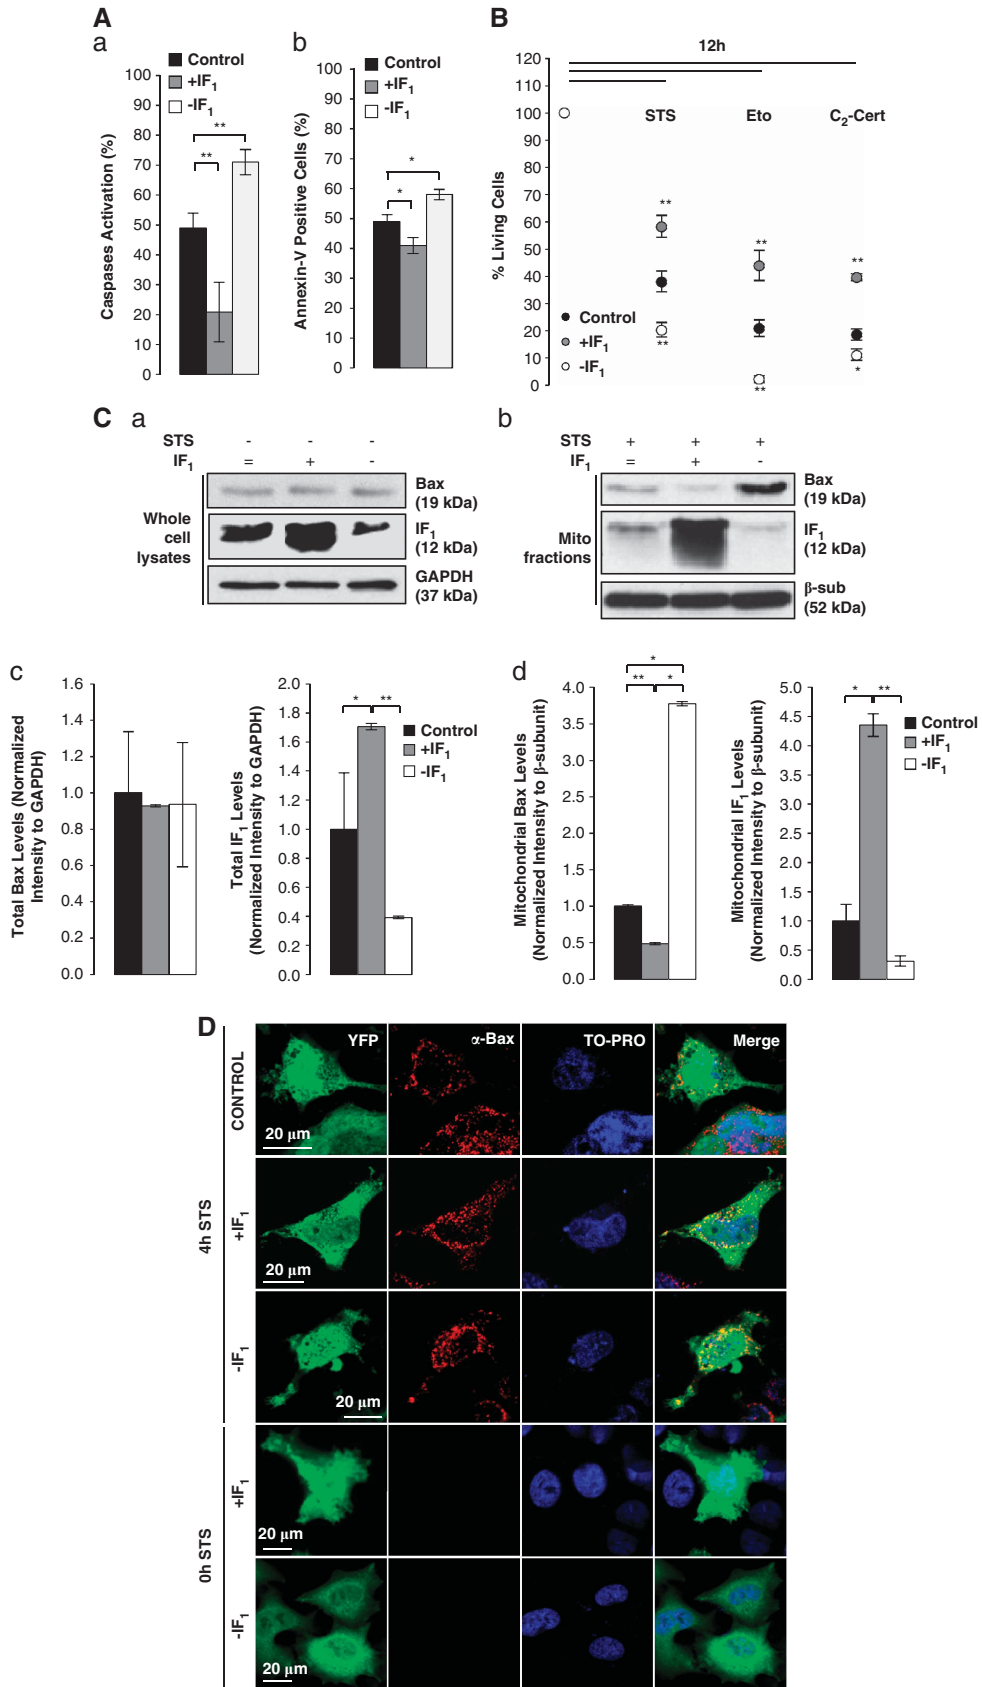 A
a
Control
+IF1
-IF1
Caspases Activation (%)
100
90
80
70
60
50
40
30
20
10
0
**
**
b
Control
+IF1
-IF1
Annexin-V Positive Cells (%)
100
90
80
70
60
50
40
30
20
10
0
*
*
B
12h
% Living Cells
120
110
100
90
80
70
60
50
40
30
20
10
0
STS
Eto
C2-Cert
**
**
**
**
**
*
Control
+IF1
-IF1
C
a
STS - - -
IF1 = + -
Whole cell lysates
Bax (19 kDa)
IF1 (12 kDa)
GAPDH (37 kDa)
b
STS + + +
IF1 = + -
Mito fractions
Bax (19 kDa)
IF1 (12 kDa)
β-sub (52 kDa)
c
Total Bax Levels (Normalized Intensity to GAPDH)
1.6
1.4
1.2
1.0
0.8
0.6
0.4
0.2
0.0
Total IF1 Levels (Normalized Intensity to GAPDH)
2.0
1.8
1.6
1.4
1.2
1.0
0.8
0.6
0.4
0.2
0.0
*
**
Control
+IF1
-IF1
d
Mitochondrial Bax Levels (Normalized Intensity to β-subunit)
4.0
3.5
3.0
2.5
2.0
1.5
1.0
0.5
0.0
*
**
*
Mitochondrial IF1 Levels (Normalized Intensity to β-subunit)
5.0
4.5
4.0
3.5
3.0
2.5
2.0
1.5
1.0
0.5
0.0
*
**
Control
+IF1
-IF1
D
YFP
α-Bax
TO-PRO
Merge
4h STS
CONTROL
20 μm
+IF1
20 μm
-IF1
20 μm
0h STS
+IF1
20 μm
-IF1
20 μm